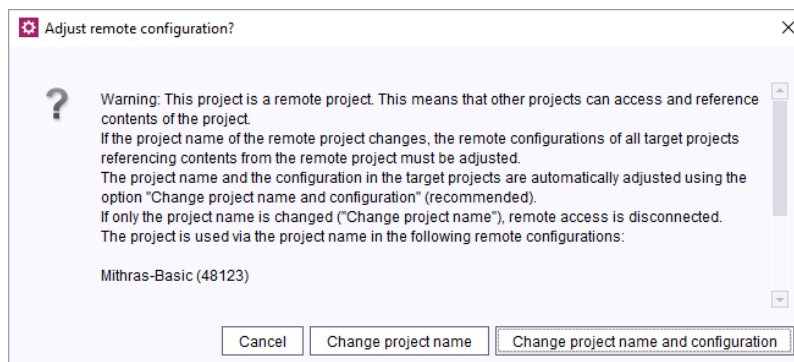 Adjust remote configuration?
Warning: This project is a remote project. This means that other projects can access and reference
contents of the project.
If the project name of the remote project changes, the remote configurations of all target projects
referencing contents from the remote project must be adjusted.
The project name and the configuration in the target projects are automatically adjusted using the
option "Change project name and configuration" (recommended).
If only the project name is changed ("Change project name"), remote access is disconnected.
The project is used via the project name in the following remote configurations:
Mithras-Basic (48123)
Cancel Change project name Change project name and configuration